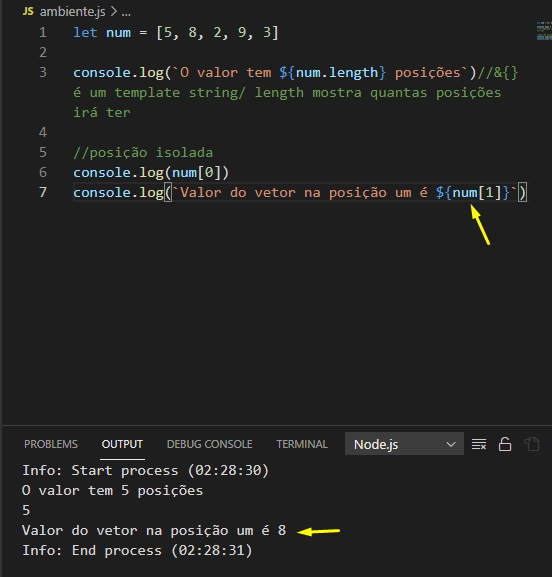 JS ambiente.js > ...
1 let num = [5, 8, 2, 9, 3]
2
3 console.log(`O valor tem ${num.length} posições`)//&{}
é um template string/ length mostra quantas posições
irá ter
4
5 //posição isolada
6 console.log(num[0])
7 console.log(`Valor do vetor na posição um é ${num[1]}`)
PROBLEMS OUTPUT DEBUG CONSOLE TERMINAL Node.js
Info: Start process (02:28:30)
O valor tem 5 posições
5
Valor do vetor na posição um é 8
Info: End process (02:28:31)